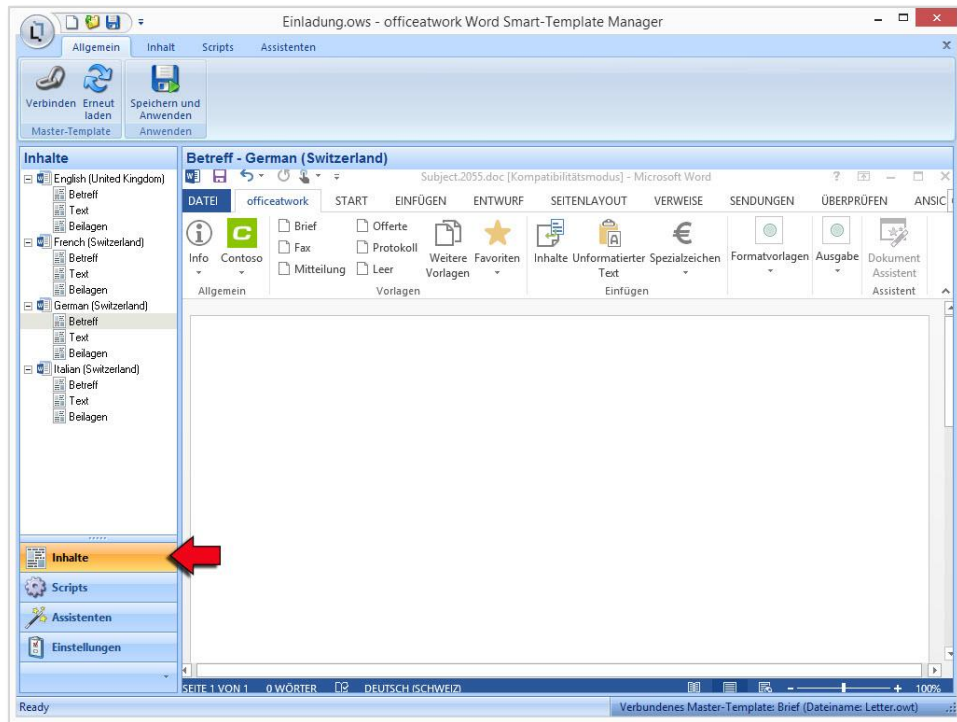 Einladung.ows - officeatwork Word Smart-Template Manager
Allgemein Inhalt Scripts Assistenten
Verbinden Erneut laden Speichern und Anwenden
Master-Template Anwenden
Inhalte
English (United Kingdom)
Betreff
Text
Beilagen
French (Switzerland)
Betreff
Text
Beilagen
German (Switzerland)
Betreff
Text
Beilagen
Italian (Switzerland)
Betreff
Text
Beilagen
Inhalte
Scripts
Assistenten
Einstellungen
Betreff - German (Switzerland)
Subject.2055.doc [Kompatibilitätsmodus] - Microsoft Word
DATEI officeatwork START EINFÜGEN ENTWURF SEITENLAYOUT VERWEISE SENDUNGEN ÜBERPRÜFEN ANSIC
Brief Offerte
Fax Protokoll
Mitteilung Leer
Info Contoso Weitere Vorlagen Favoriten Inhalte Unformatierter Text Spezialzeichen Formatvorlagen Ausgabe Dokument Assistent
Allgemein Vorlagen Einfügen Assistent
SEITE 1 VON 1 0 WÖRTER DEUTSCH (SCHWEIZ) 100%
Ready Verbundenes Master-Template: Brief (Dateiname: Letter.owt)